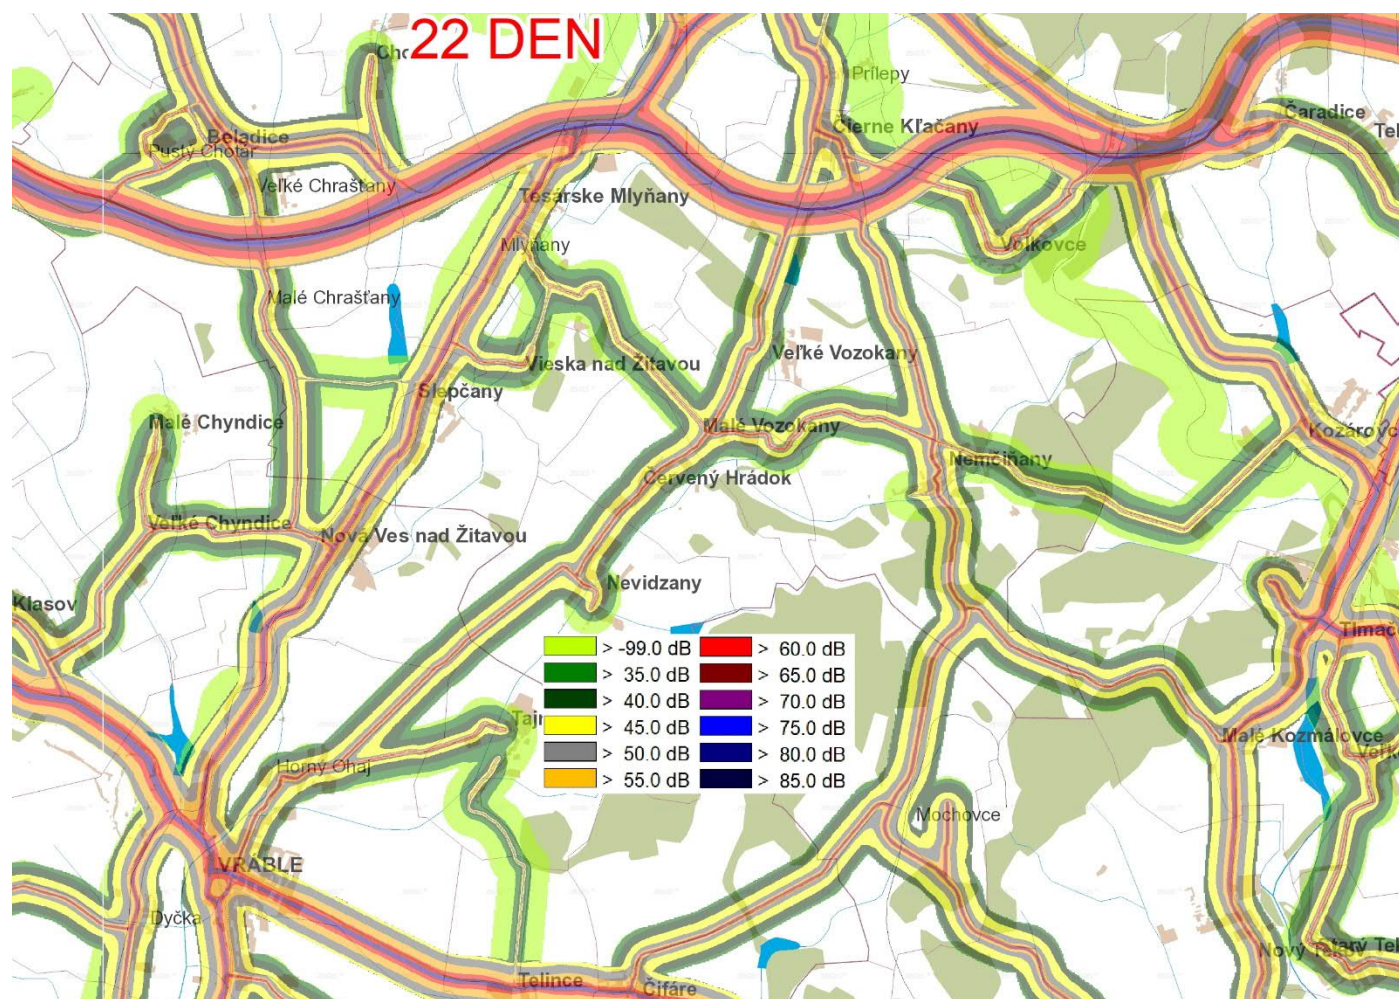 22 DEN
Prílepy
Čaradice
Čierne Kľačany
Beladice
Pustý Chotár
Veľké Chrašťany
Tesárske Mlyňany
Mlyňany
Volkovce
Malé Chrašťany
Veľké Vozokany
Vieska nad Žitavou
Slepčany
Malé Chyndice
Malé Vozokany
Nemčiňany
Červený Hrádok
Veľké Chyndice
Nová Ves nad Žitavou
Nevidzany
Klasov
> -99.0 dB > 60.0 dB
> 35.0 dB > 65.0 dB
> 40.0 dB > 70.0 dB
> 45.0 dB > 75.0 dB
> 50.0 dB > 80.0 dB
> 55.0 dB > 85.0 dB
Malé Kozmálovce
Horný Ohaj
Mochovce
VRÁBLE
Dyčka
Telince
Čifáre